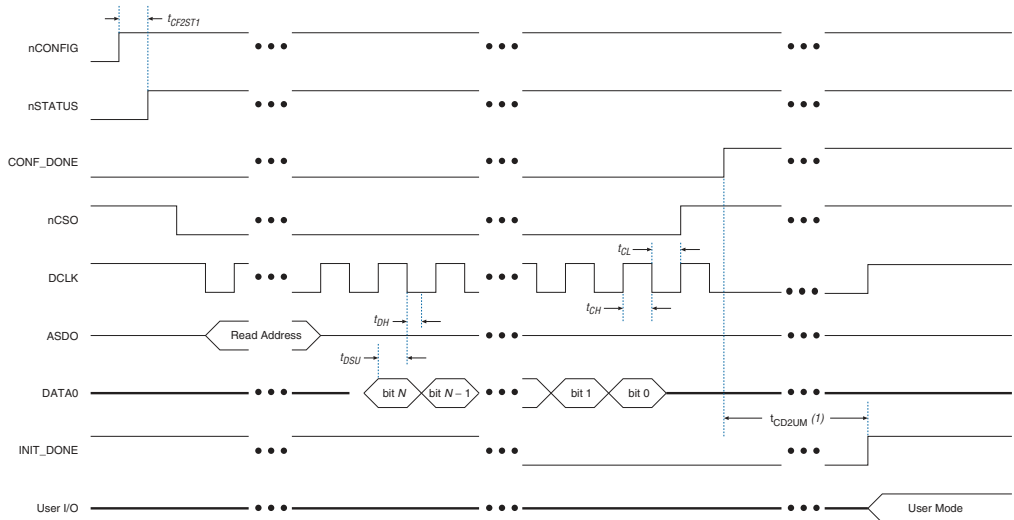 tCF2ST1
nCONFIG
nSTATUS
CONF_DONE
nCSO
tCL
DCLK
tCH
tDH
ASDO
Read Address
tDSU
DATA0
bit N
bit N – 1
bit 1
bit 0
tCD2UM (1)
INIT_DONE
User I/O
User Mode